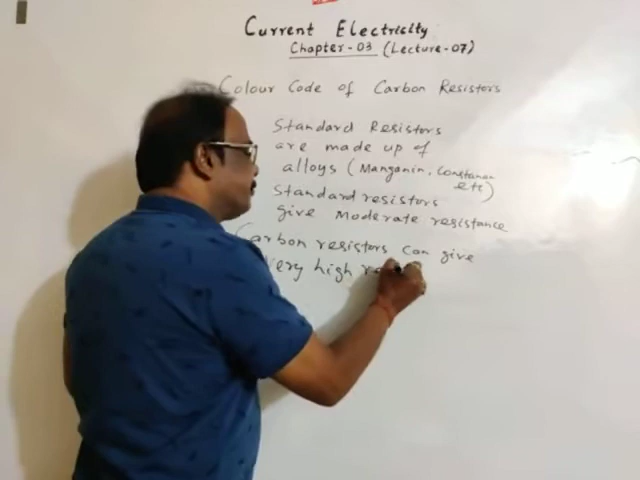 Current Electricity
Chapter-03 (Lecture-07)
Colour Code of Carbon Resistors
Standard Resistors
are made up of
alloys (Manganin, Constanan
etc)
Standard resistors
give Moderate resistance
Carbon resistors can give
Very high